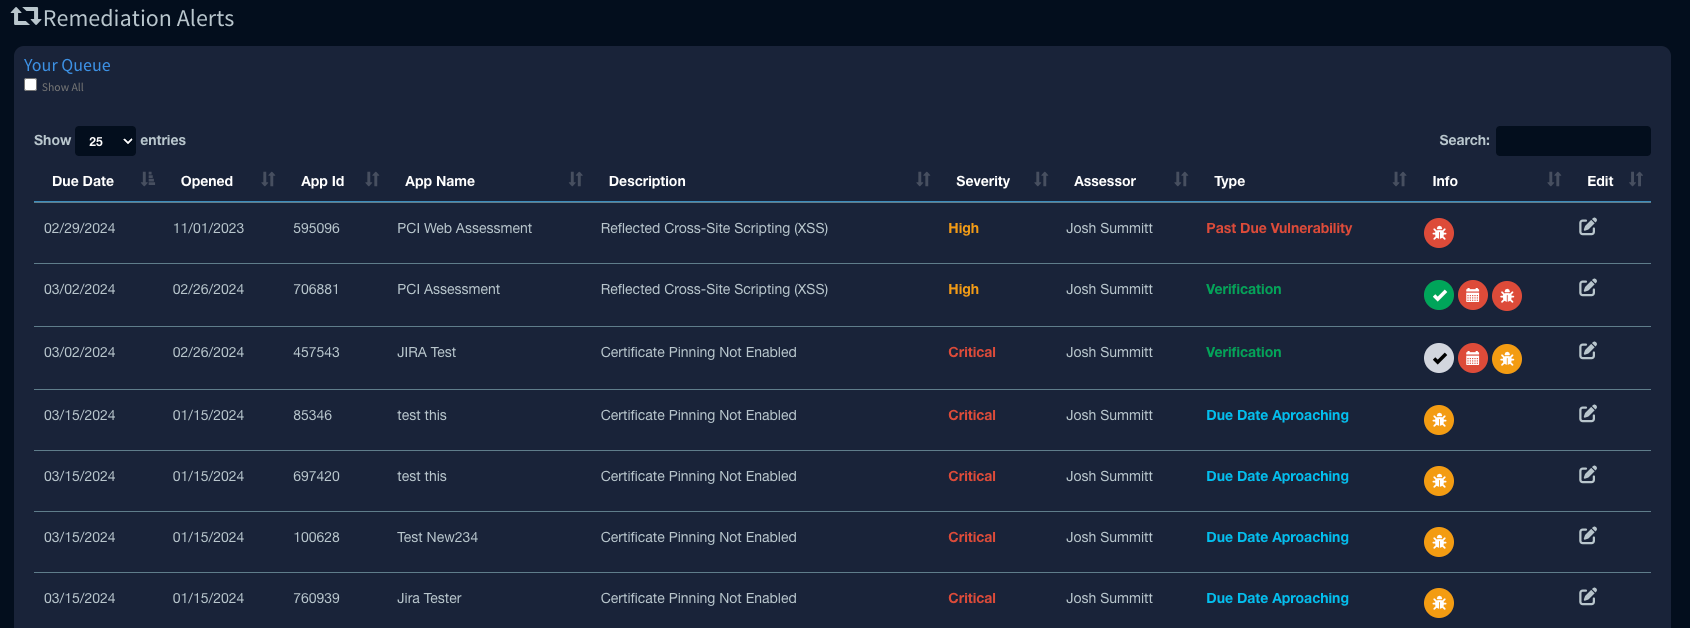 Remediation Alerts
Your Queue
Show All
Show 25 entries Search:
Due Date Opened App Id App Name Description Severity Assessor Type Info Edit
02/29/2024 11/01/2023 595096 PCI Web Assessment Reflected Cross-Site Scripting (XSS) High Josh Summitt Past Due Vulnerability
03/02/2024 02/26/2024 706881 PCI Assessment Reflected Cross-Site Scripting (XSS) High Josh Summitt Verification
03/02/2024 02/26/2024 457543 JIRA Test Certificate Pinning Not Enabled Critical Josh Summitt Verification
03/15/2024 01/15/2024 85346 test this Certificate Pinning Not Enabled Critical Josh Summitt Due Date Aproaching
03/15/2024 01/15/2024 697420 test this Certificate Pinning Not Enabled Critical Josh Summitt Due Date Aproaching
03/15/2024 01/15/2024 100628 Test New234 Certificate Pinning Not Enabled Critical Josh Summitt Due Date Aproaching
03/15/2024 01/15/2024 760939 Jira Tester Certificate Pinning Not Enabled Critical Josh Summitt Due Date Aproaching